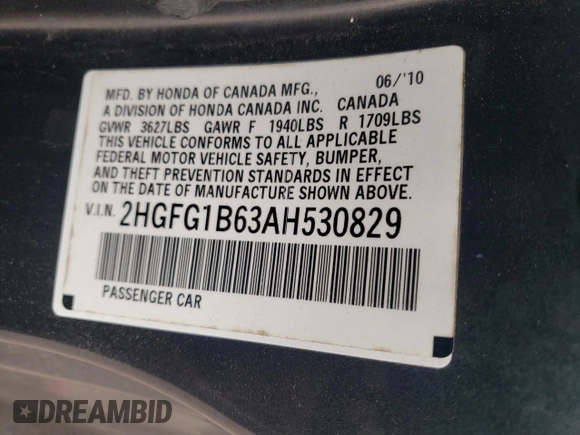 06/'10
MFD. BY HONDA OF CANADA MFG.,
A DIVISION OF HONDA CANADA INC. CANADA
GVWR 3627LBS GAWR F 1940LBS R 1709LBS
THIS VEHICLE CONFORMS TO ALL APPLICABLE
FEDERAL MOTOR VEHICLE SAFETY, BUMPER,
AND THEFT PREVENTION STANDARDS IN EFFECT
ON THE DATE OF MANUFACTURE SHOWN ABOVE.
V.I.N. 2HGFG1B63AH530829
PASSENGER CAR
DREAMBID